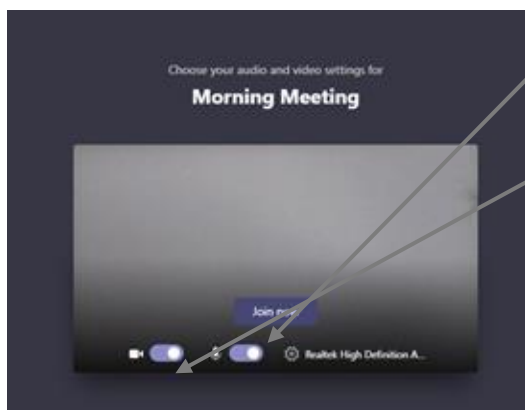 Choose your audio and video settings for
Morning Meeting
Join now
Realtek High Definition A...